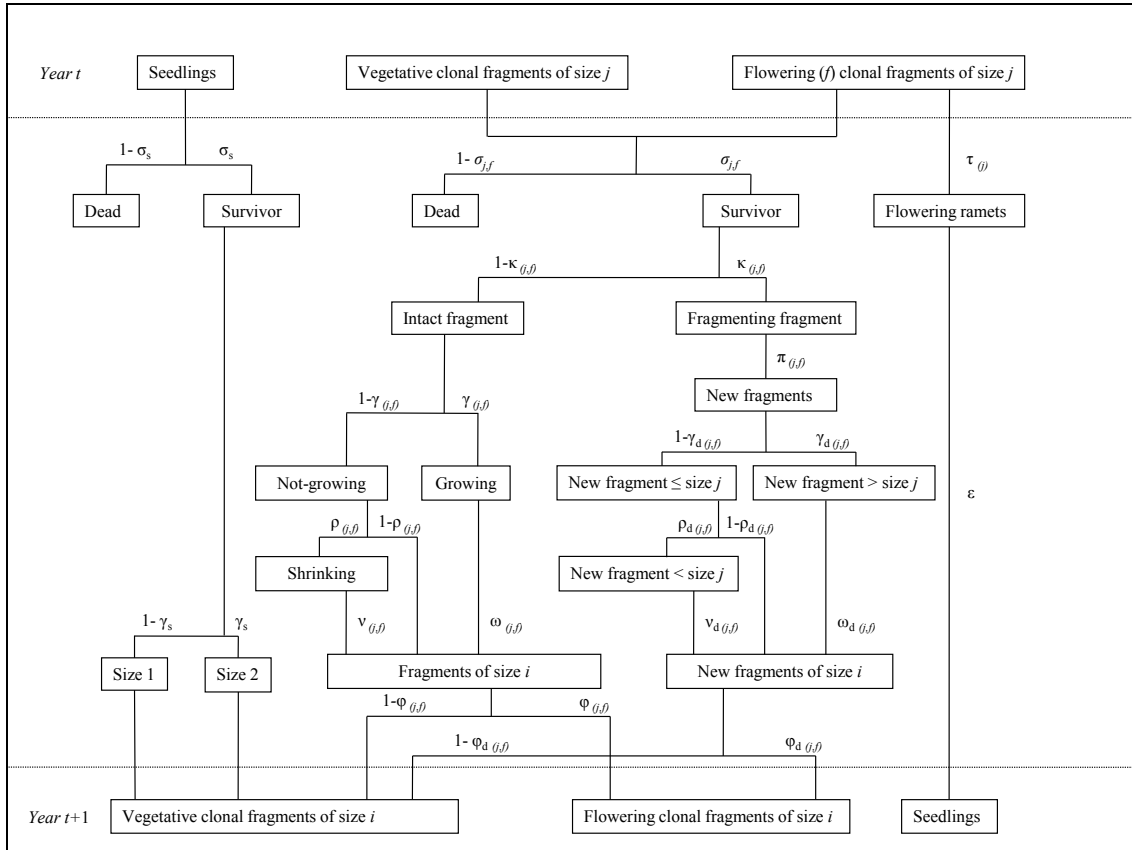 Year t
Seedlings
Vegetative clonal fragments of size j
Flowering (f) clonal fragments of size j
1- σs
σs
1- σj,f
σj,f
τ (j)
Dead
Survivor
Dead
Survivor
Flowering ramets
1-κ (j,f)
κ (j,f)
Intact fragment
Fragmenting fragment
π (j,f)
New fragments
1-γ (j,f)
γ (j,f)
1-γd (j,f)
γd (j,f)
Not-growing
Growing
New fragment ≤ size j
New fragment > size j
ε
ρ (j,f)
1-ρ (j,f)
ρd (j,f)
1-ρd (j,f)
Shrinking
New fragment < size j
1- γs
γs
ν (j,f)
ω (j,f)
νd (j,f)
ωd (j,f)
Size 1
Size 2
Fragments of size i
New fragments of size i
1-φ (j,f)
φ (j,f)
1- φd (j,f)
φd (j,f)
Year t+1
Vegetative clonal fragments of size i
Flowering clonal fragments of size i
Seedlings